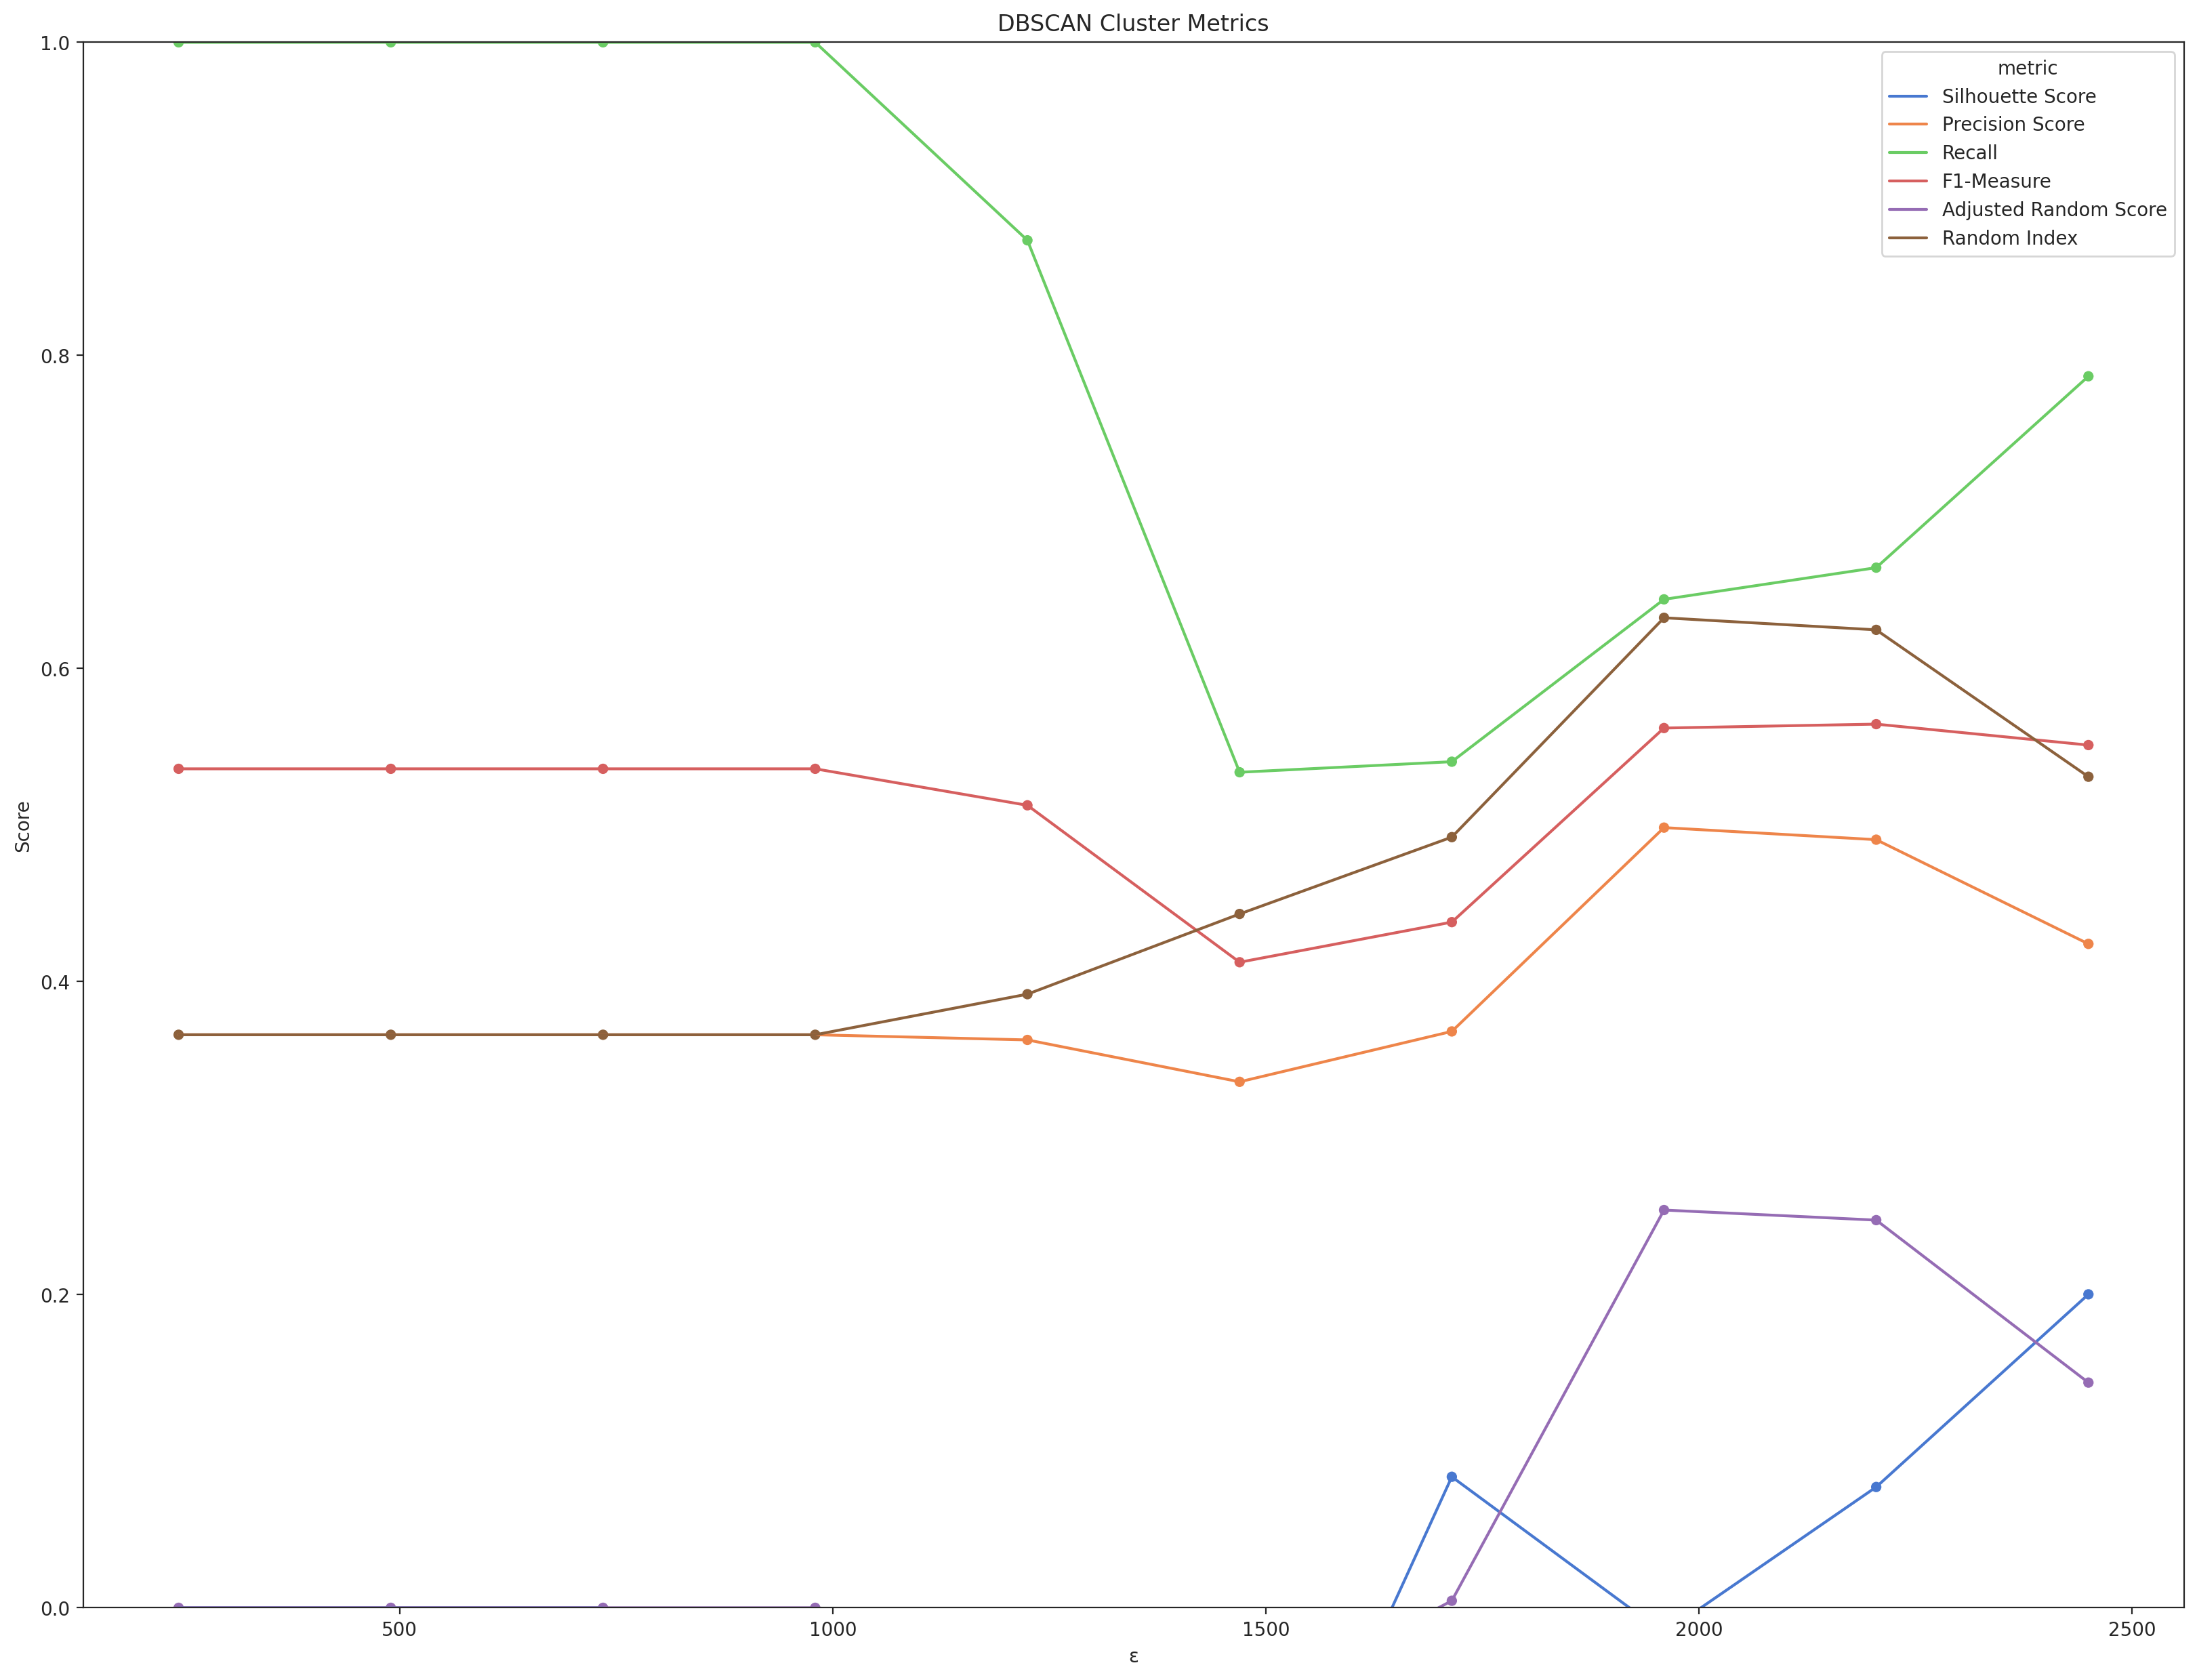 DBSCAN Cluster Metrics
metric
Silhouette Score
Precision Score
Recall
F1-Measure
Adjusted Random Score
Random Index
Score
1.0
0.8
0.6
0.4
0.2
0.0
500
1000
1500
2000
2500
ε